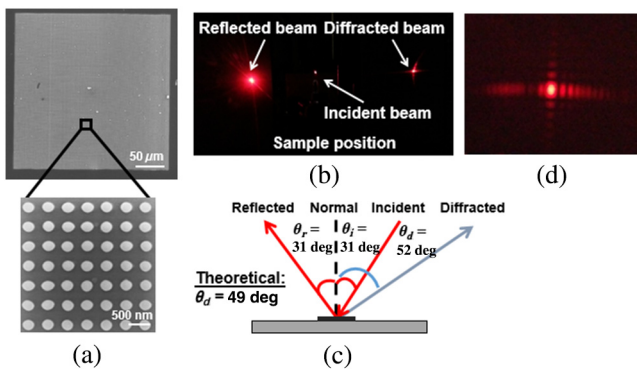 50 µm
500 nm
(a)
Reflected beam
Diffracted beam
Incident beam
Sample position
(b)
(d)
Reflected Normal Incident Diffracted
θr = 31 deg
θi = 31 deg
θd = 52 deg
Theoretical:
θd = 49 deg
(c)